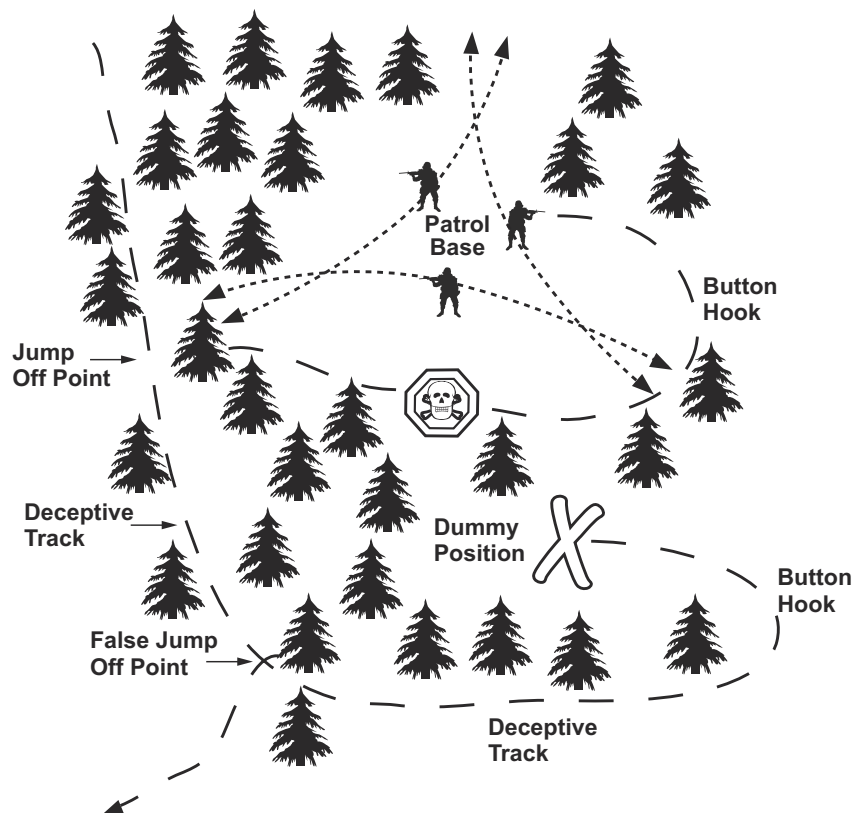 Patrol
Base
Button
Hook
Jump
Off Point
Deceptive
Track
Dummy
Position
Button
Hook
False Jump
Off Point
Deceptive
Track